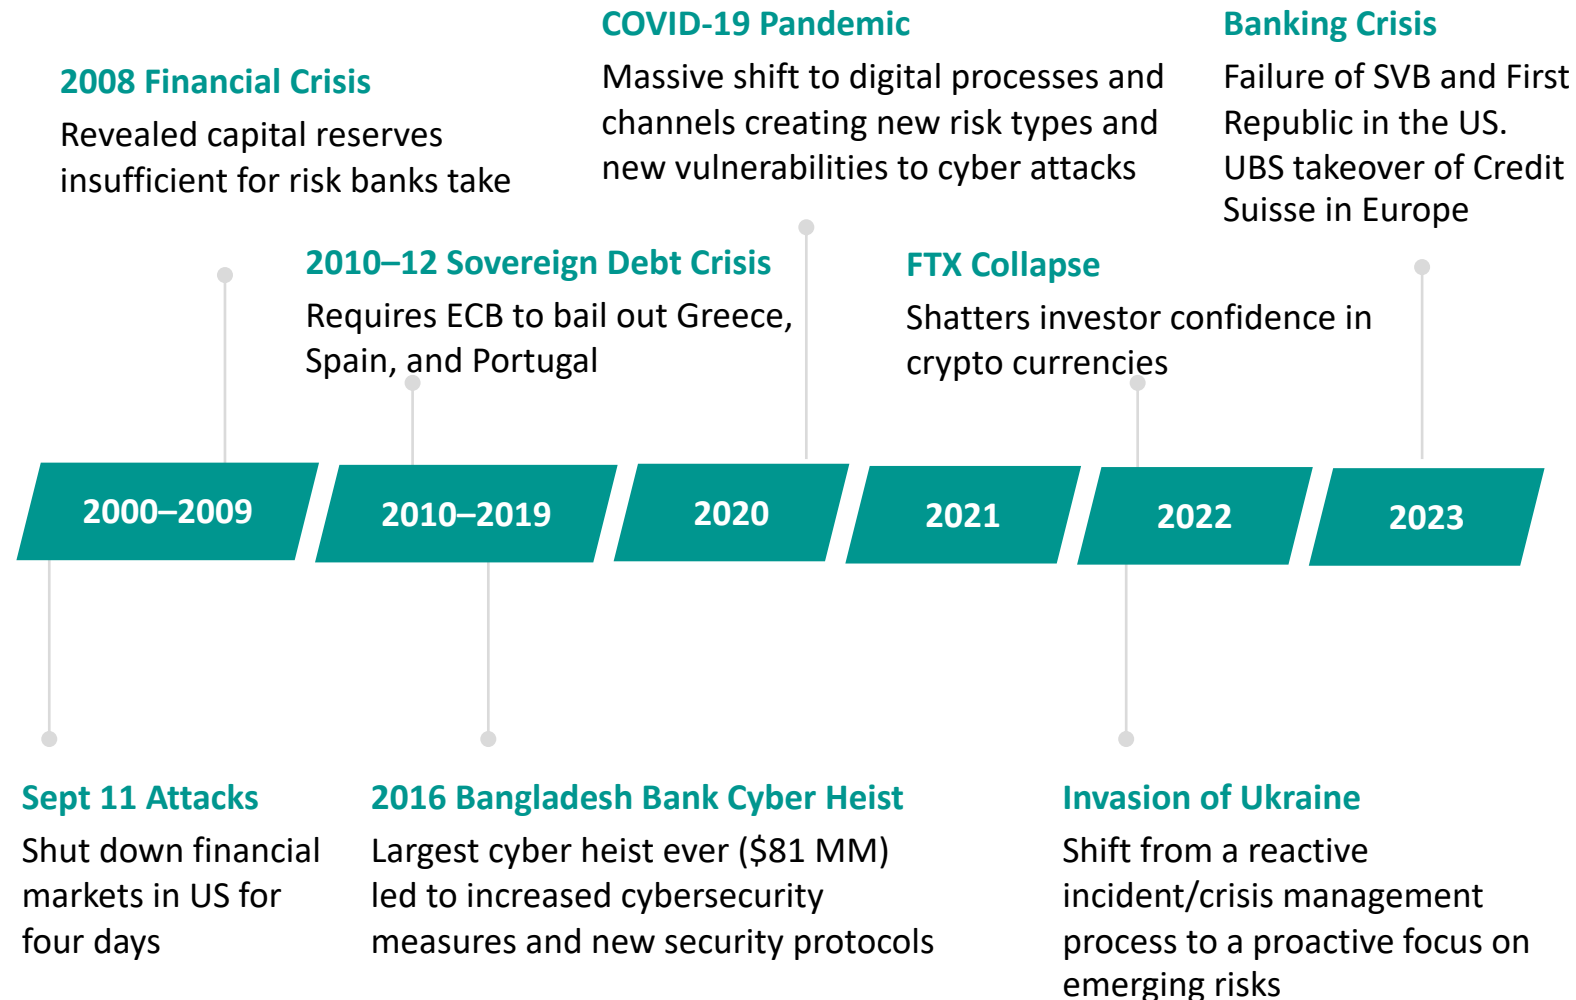 COVID-19 Pandemic
Massive shift to digital processes and
channels creating new risk types and
new vulnerabilities to cyber attacks
Banking Crisis
Failure of SVB and First
Republic in the US.
UBS takeover of Credit
Suisse in Europe
2008 Financial Crisis
Revealed capital reserves
insufficient for risk banks take
2010–12 Sovereign Debt Crisis
Requires ECB to bail out Greece,
Spain, and Portugal
FTX Collapse
Shatters investor confidence in
crypto currencies
2000–2009
2010–2019
2020
2021
2022
2023
Sept 11 Attacks
Shut down financial
markets in US for
four days
2016 Bangladesh Bank Cyber Heist
Largest cyber heist ever ($81 MM)
led to increased cybersecurity
measures and new security protocols
Invasion of Ukraine
Shift from a reactive
incident/crisis management
process to a proactive focus on
emerging risks